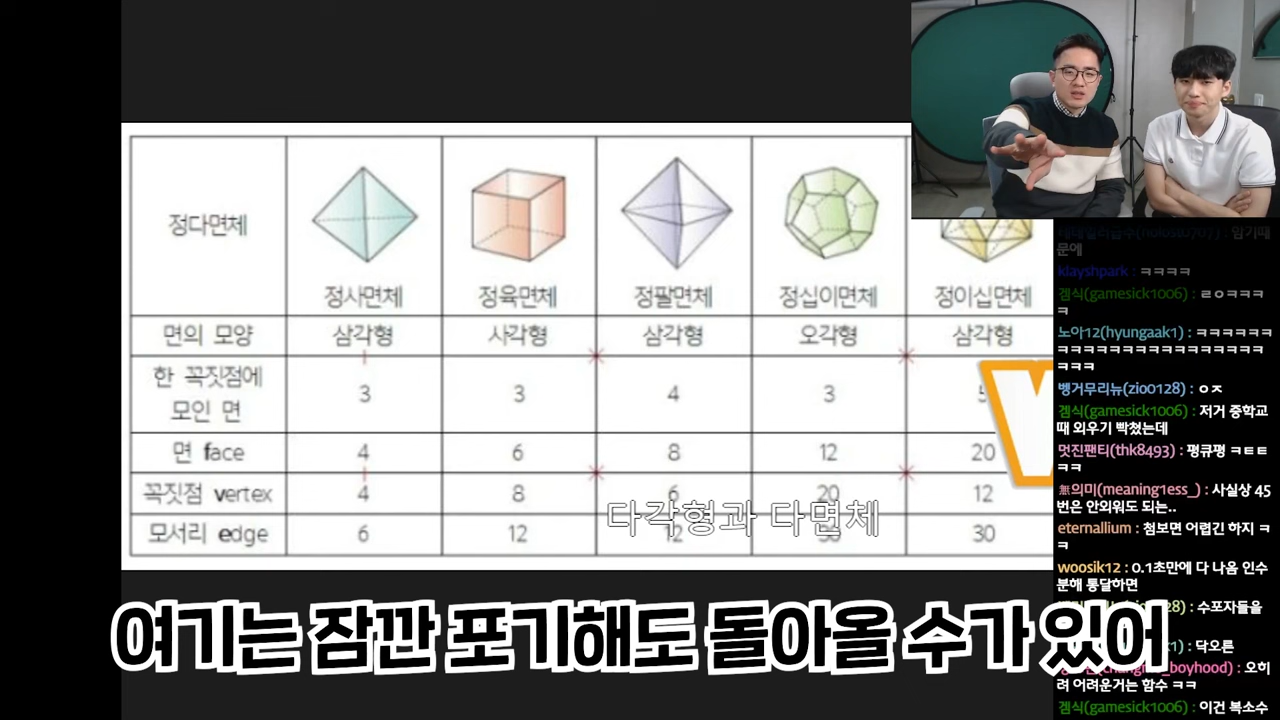 정다면체
정사면체 정육면체 정팔면체 정십이면체 정이십면체
면의 모양 삼각형 사각형 삼각형 오각형 삼각형
한 꼭짓점에
모인 면 3 3 4 3
면 face 4 6 8 12 20
꼭짓점 vertex 4 8 6 20 12
모서리 edge 6 12 12 30
다각형과 다면체
여기는 잠깐 포기해도 돌아올 수가 있어
문에
klayshpark : ㅋㅋㅋㅋ
겜식(gamesick1006) : ㄹㅇㅋㅋㅋ
ㅋ
노아12(hyungaak1) : ㅋㅋㅋㅋㅋㅋ
ㅋㅋㅋㅋㅋㅋㅋㅋㅋㅋㅋㅋㅋㅋㅋㅋ
ㅋㅋㅋ
뱅거무리뉴(zioo128) : ㅇㅈ
겜식(gamesick1006) : 저거 중학교
때 외우기 빡쳤는데
멋진팬티(thk8493) : 펑큐평 ㅋㅌㅌ
ㅋㅋ
無의미(meaning1ess_) : 사실상 45
번은 안외워도 되는..
eternallium : 첨보면 어렵긴 하지 ㅋ
ㅋ
woosik12 : 0.1초만에 다 나옴 인수
분해 통달하면
: 수포자들을
1) : 닥오른
_boyhood) : 오히
려 어려운거는 함수 ㅋㅋ
겜식(gamesick1006) : 이건 복소수